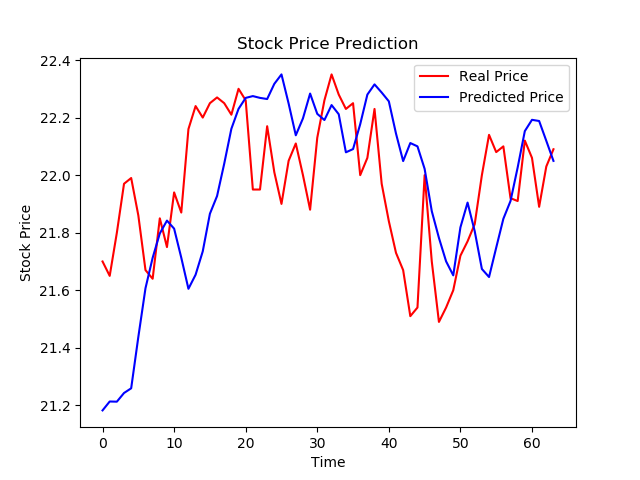 Stock Price Prediction
Real Price
Predicted Price
22.4
22.2
22.0
21.8
21.6
21.4
21.2
Stock Price
0 10 20 30 40 50 60
Time